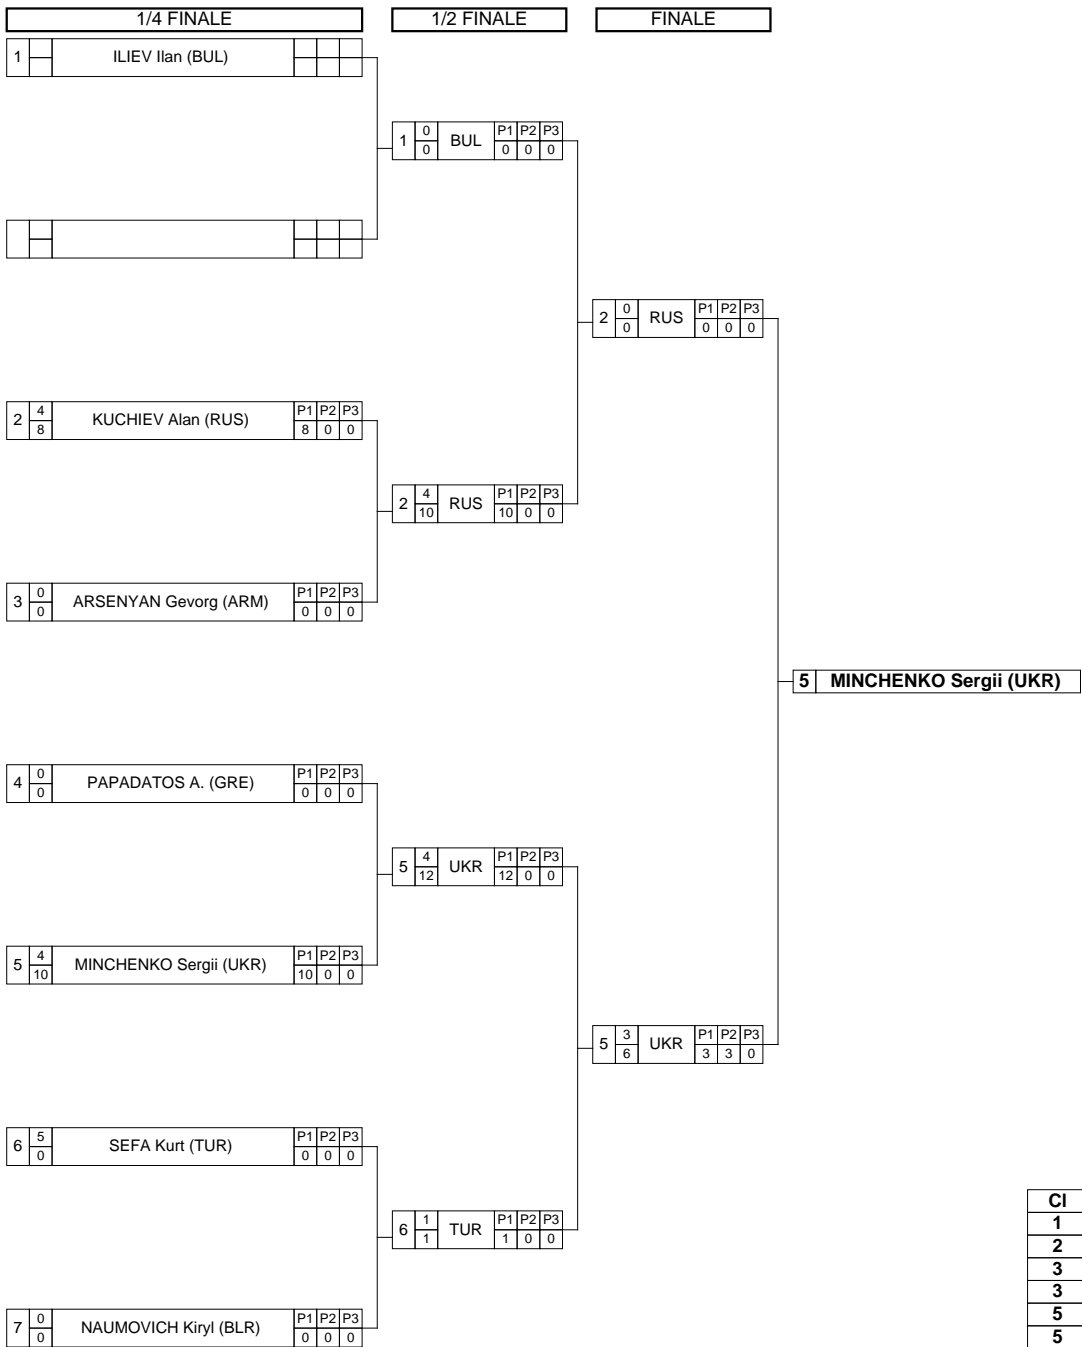 1/4 FINALE 1/2 FINALE FINALE
1 ILIEV Ilan (BUL)
1 0 0 BUL P1 P2 P3 0 0 0
2 0 0 RUS P1 P2 P3 0 0 0
2 4 8 KUCHIEV Alan (RUS) P1 P2 P3 8 0 0
2 4 10 RUS P1 P2 P3 10 0 0
3 0 0 ARSENYAN Gevorg (ARM) P1 P2 P3 0 0 0
5 MINCHENKO Sergii (UKR)
4 0 0 PAPADATOS A. (GRE) P1 P2 P3 0 0 0
5 4 12 UKR P1 P2 P3 12 0 0
5 4 10 MINCHENKO Sergii (UKR) P1 P2 P3 10 0 0
5 3 6 UKR P1 P2 P3 3 3 0
6 5 0 SEFA Kurt (TUR) P1 P2 P3 0 0 0
6 1 1 TUR P1 P2 P3 1 0 0
7 0 0 NAUMOVICH Kiryl (BLR) P1 P2 P3 0 0 0
Cl
1
2
3
3
5
5